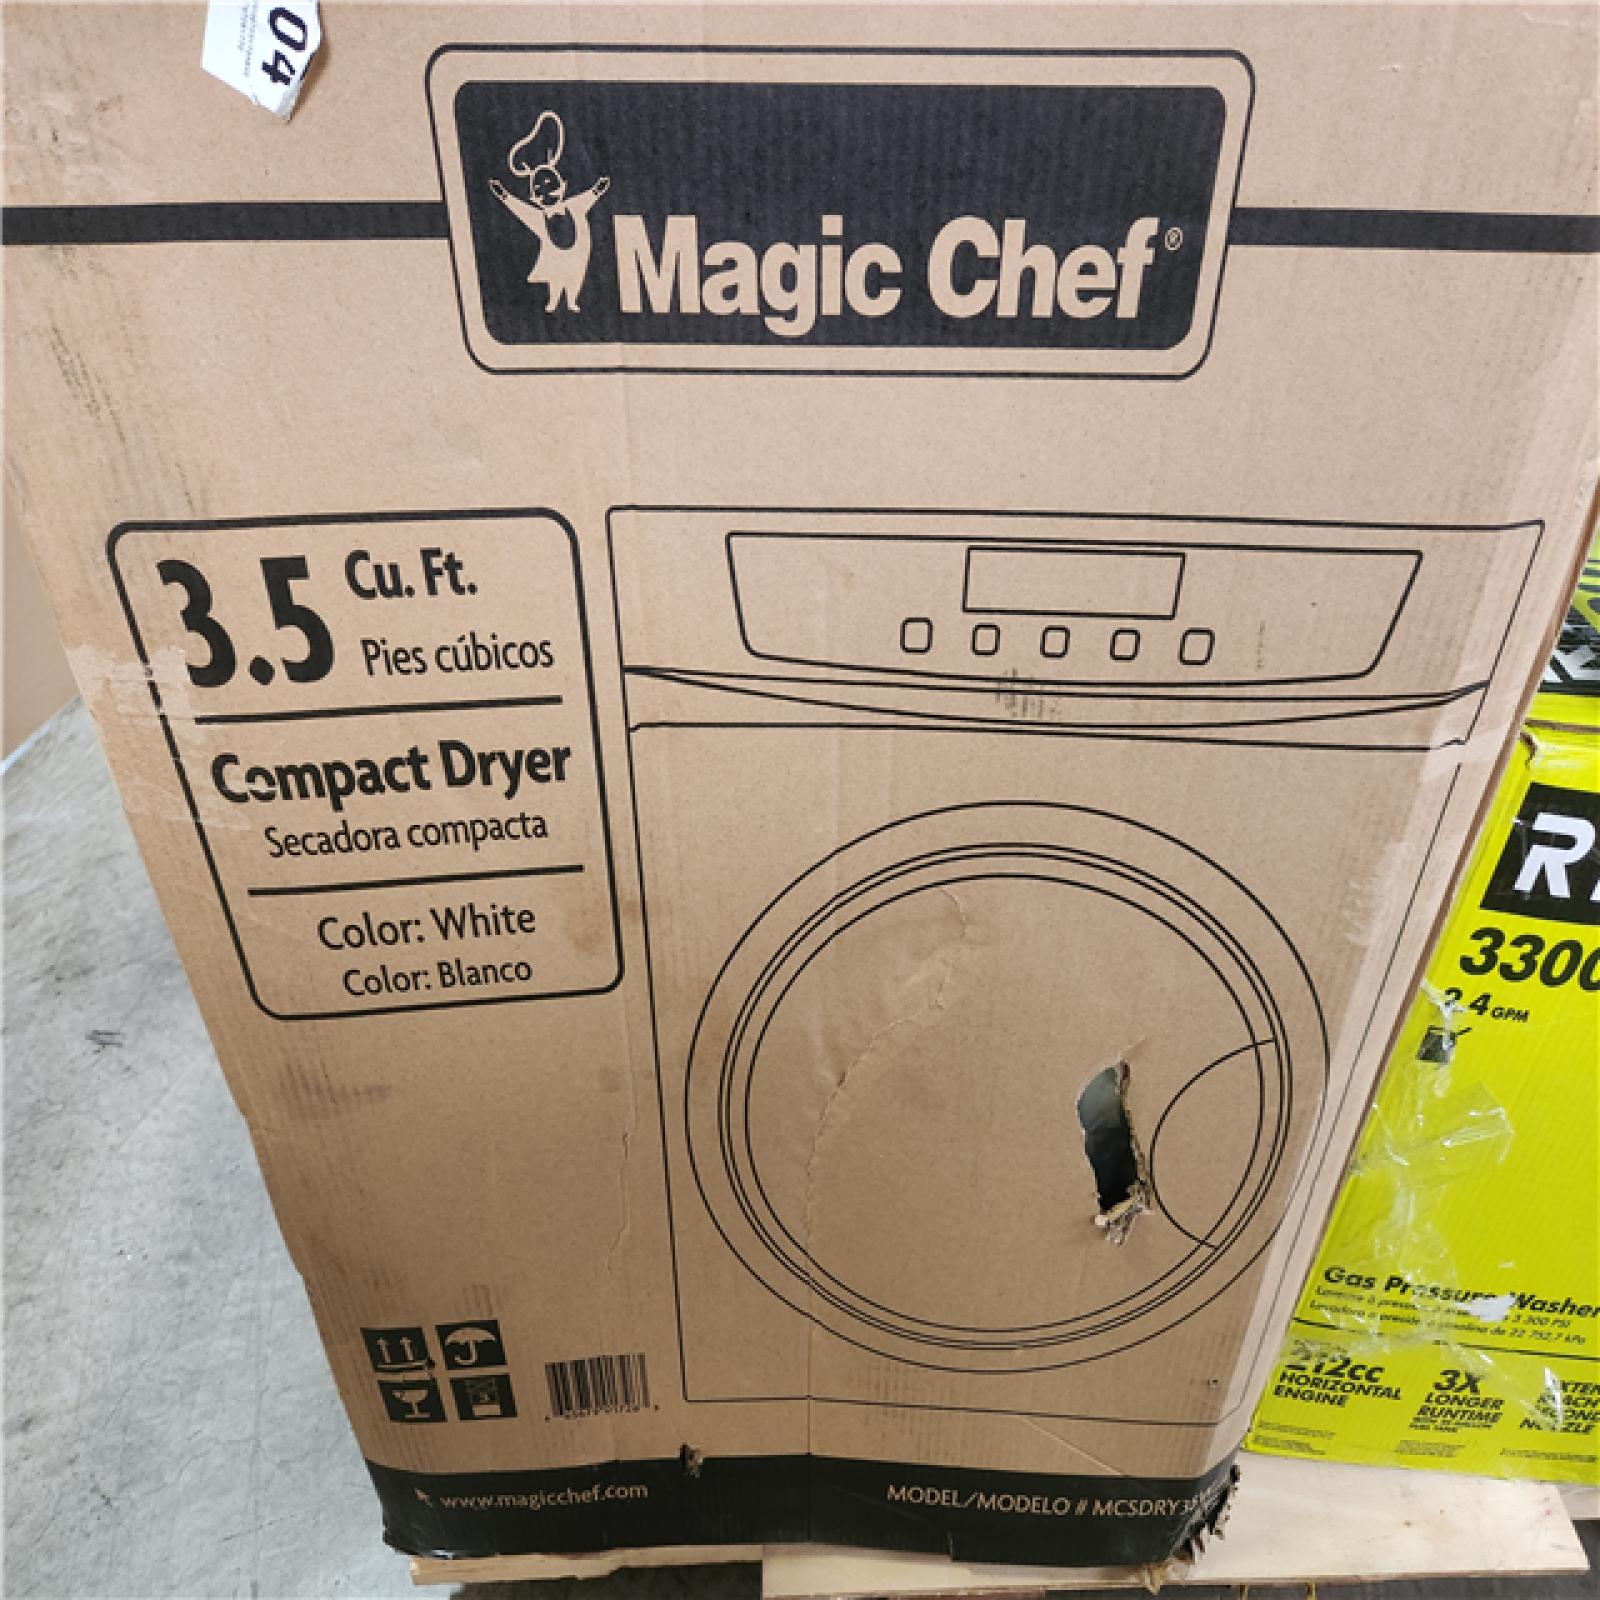 04
Magic Chef®
3.5 Cu. Ft.
Pies cúbicos
Compact Dryer
Secadora compacta
Color: White
Color: Blanco
www.magicchef.com
MODEL/MODELO # MCSDRY35
3300
2.4 GPM
Gas Pressure Washer
212cc
HORIZONTAL
ENGINE
3X
LONGER
RUNTIME